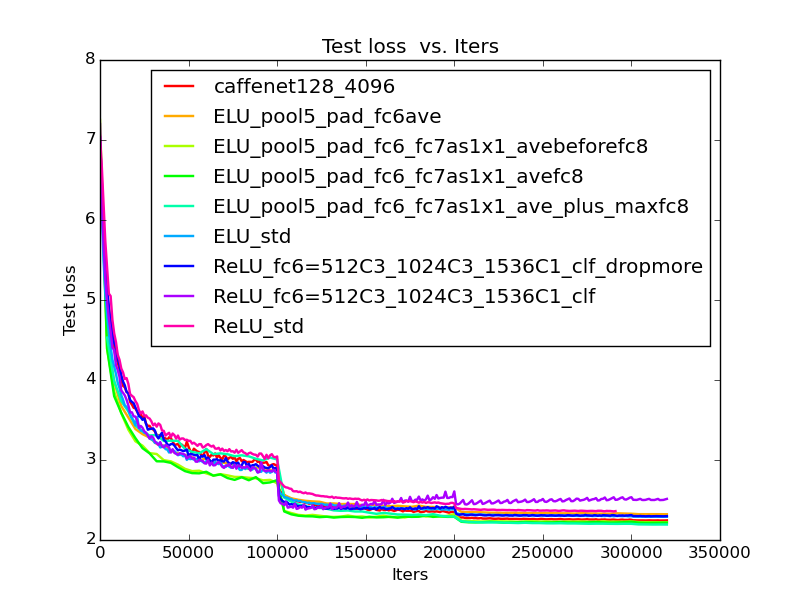 Test loss  vs. Iters
8
7
6
5
4
3
2
Test loss
caffenet128_4096
ELU_pool5_pad_fc6ave
ELU_pool5_pad_fc6_fc7as1x1_avebeforefc8
ELU_pool5_pad_fc6_fc7as1x1_avefc8
ELU_pool5_pad_fc6_fc7as1x1_ave_plus_maxfc8
ELU_std
ReLU_fc6=512C3_1024C3_1536C1_clf_dropmore
ReLU_fc6=512C3_1024C3_1536C1_clf
ReLU_std
0 50000 100000 150000 200000 250000 300000 350000
Iters